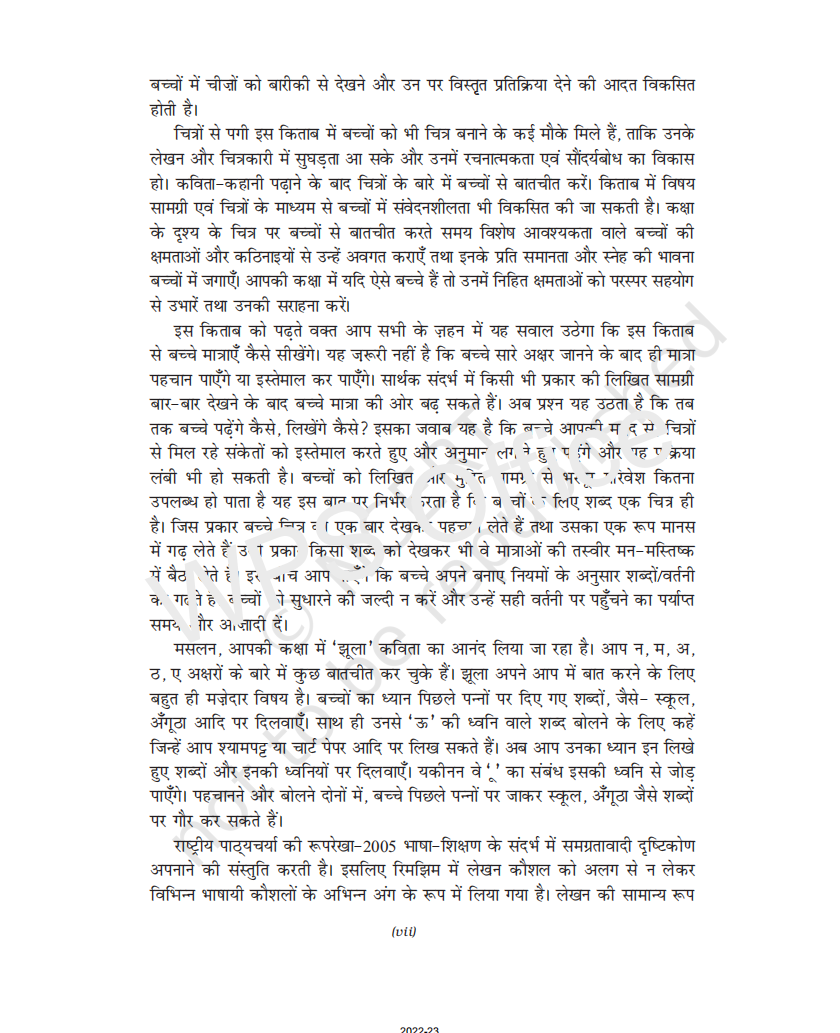 बच्चों में चीज़ों को बारीकी से देखने और उन पर विस्तृत प्रतिक्रिया देने की आदत विकसित
होती है।
चित्रों से पगी इस किताब में बच्चों को भी चित्र बनाने के कई मौके मिले हैं, ताकि उनके
लेखन और चित्रकारी में सुघड़ता आ सके और उनमें रचनात्मकता एवं सौंदर्यबोध का विकास
हो। कविता-कहानी पढ़ाने के बाद चित्रों के बारे में बच्चों से बातचीत करें। किताब में विषय
सामग्री एवं चित्रों के माध्यम से बच्चों में संवेदनशीलता भी विकसित की जा सकती है। कक्षा
के दृश्य के चित्र पर बच्चों से बातचीत करते समय विशेष आवश्यकता वाले बच्चों की
क्षमताओं और कठिनाइयों से उन्हें अवगत कराएँ तथा इनके प्रति समानता और स्नेह की भावना
बच्चों में जगाएँ। आपकी कक्षा में यदि ऐसे बच्चे हैं तो उनमें निहित क्षमताओं को परस्पर सहयोग
से उभारें तथा उनकी सराहना करें।
इस किताब को पढ़ते वक्त आप सभी के ज़हन में यह सवाल उठेगा कि इस किताब
से बच्चे मात्राएँ कैसे सीखेंगे। यह ज़रूरी नहीं है कि बच्चे सारे अक्षर जानने के बाद ही मात्रा
पहचान पाएँगे या इस्तेमाल कर पाएँगे। सार्थक संदर्भ में किसी भी प्रकार की लिखित सामग्री
बार-बार देखने के बाद बच्चे मात्रा की ओर बढ़ सकते हैं। अब प्रश्न यह उठता है कि तब
तक बच्चे पढ़ेंगे कैसे, लिखेंगे कैसे? इसका जवाब यह है कि बच्चे आपकी मदद से, चित्रों
से मिल रहे संकेतों को इस्तेमाल करते हुए और अनुमान लगाते हुए पढ़ेंगे और यह प्रक्रिया
लंबी भी हो सकती है। बच्चों को लिखित और मुद्रित सामग्री से भरपूर परिवेश कितना
उपलब्ध हो पाता है यह इस बात पर निर्भर करता है कि बच्चों के लिए शब्द एक चित्र ही
है। जिस प्रकार बच्चे चित्र को एक बार देखकर पहचान लेते हैं तथा उसका एक रूप मानस
में गढ़ लेते हैं उसी प्रकार किसी शब्द को देखकर भी वे मात्राओं की तस्वीर मन-मस्तिष्क
में बैठा लेते हैं। इस बीच आप पाएँगे कि बच्चे अपने बनाए नियमों के अनुसार शब्दों/वर्तनी
को गढ़ते हैं। बच्चों को सुधारने की जल्दी न करें और उन्हें सही वर्तनी पर पहुँचने का पर्याप्त
समय और आज़ादी दें।
मसलन, आपकी कक्षा में ‘झूला’ कविता का आनंद लिया जा रहा है। आप न, म, अ,
ठ, ए अक्षरों के बारे में कुछ बातचीत कर चुके हैं। झूला अपने आप में बात करने के लिए
बहुत ही मज़ेदार विषय है। बच्चों का ध्यान पिछले पन्नों पर दिए गए शब्दों, जैसे– स्कूल,
अँगूठा आदि पर दिलवाएँ। साथ ही उनसे ‘ऊ’ की ध्वनि वाले शब्द बोलने के लिए कहें
जिन्हें आप श्यामपट्ट या चार्ट पेपर आदि पर लिख सकते हैं। अब आप उनका ध्यान इन लिखे
हुए शब्दों और इनकी ध्वनियों पर दिलवाएँ। यकीनन वे ‘ू’ का संबंध इसकी ध्वनि से जोड़
पाएँगे। पहचानने और बोलने दोनों में, बच्चे पिछले पन्नों पर जाकर स्कूल, अँगूठा जैसे शब्दों
पर गौर कर सकते हैं।
राष्ट्रीय पाठ्यचर्या की रूपरेखा-2005 भाषा-शिक्षण के संदर्भ में समग्रतावादी दृष्टिकोण
अपनाने की संस्तुति करती है। इसलिए रिमझिम में लेखन कौशल को अलग से न लेकर
विभिन्न भाषायी कौशलों के अभिन्न अंग के रूप में लिया गया है। लेखन की सामान्य रूप
(vii)
2022-23
WPS Office
© NCERT
not to be republished